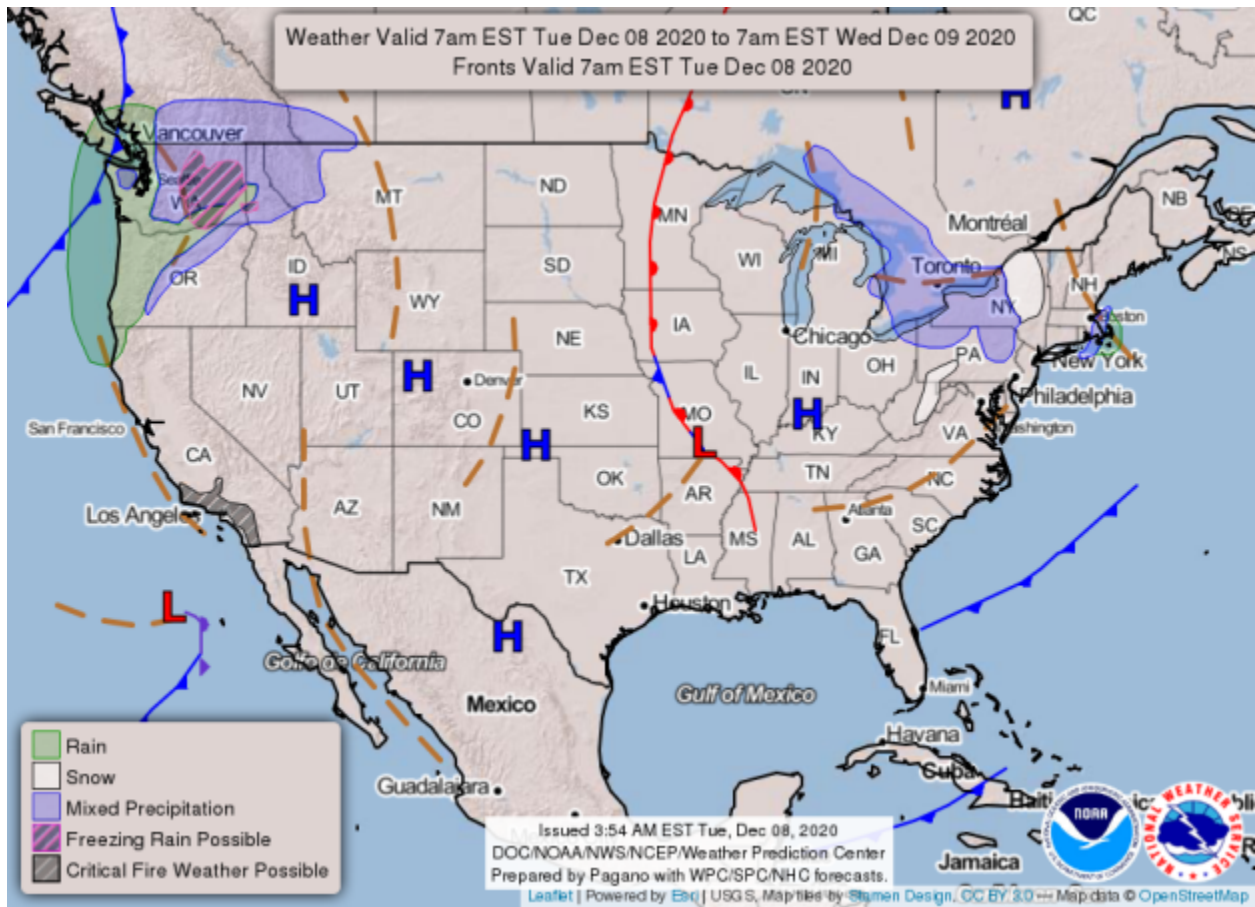 Weather Valid 7am EST Tue Dec 08 2020 to 7am EST Wed Dec 09 2020
Fronts Valid 7am EST Tue Dec 08 2020
QC
H
Vancouver
Seattle
WA
MT
ND
MN
Montréal
NB
NS
OR
ID
H
WY
SD
WI
MI
Toronto
NY
NH
Boston
IA
NE
Chicago
PA
New York
NV
UT
H
Denver
CO
IL
IN
OH
Philadelphia
San Francisco
CA
KS
MO
H
KY
VA
Washington
H
L
TN
NC
Los Angeles
AZ
NM
OK
AR
Atlanta
SC
Dallas
MS
AL
GA
TX
LA
L
Houston
H
FL
Golfo de California
Mexico
Gulf of Mexico
Miami
Havana
Cuba
Guadalajara
Jamaica
Rain
Snow
Mixed Precipitation
Freezing Rain Possible
Critical Fire Weather Possible
Issued 3:54 AM EST Tue, Dec 08, 2020
DOC/NOAA/NWS/NCEP/Weather Prediction Center
Prepared by Pagano with WPC/SPC/NHC forecasts.
Leaflet | Powered by Esri | USGS, Map tiles by Stamen Design, CC BY 3.0 — Map data © OpenStreetMap
NOAA
NATIONAL WEATHER SERVICE